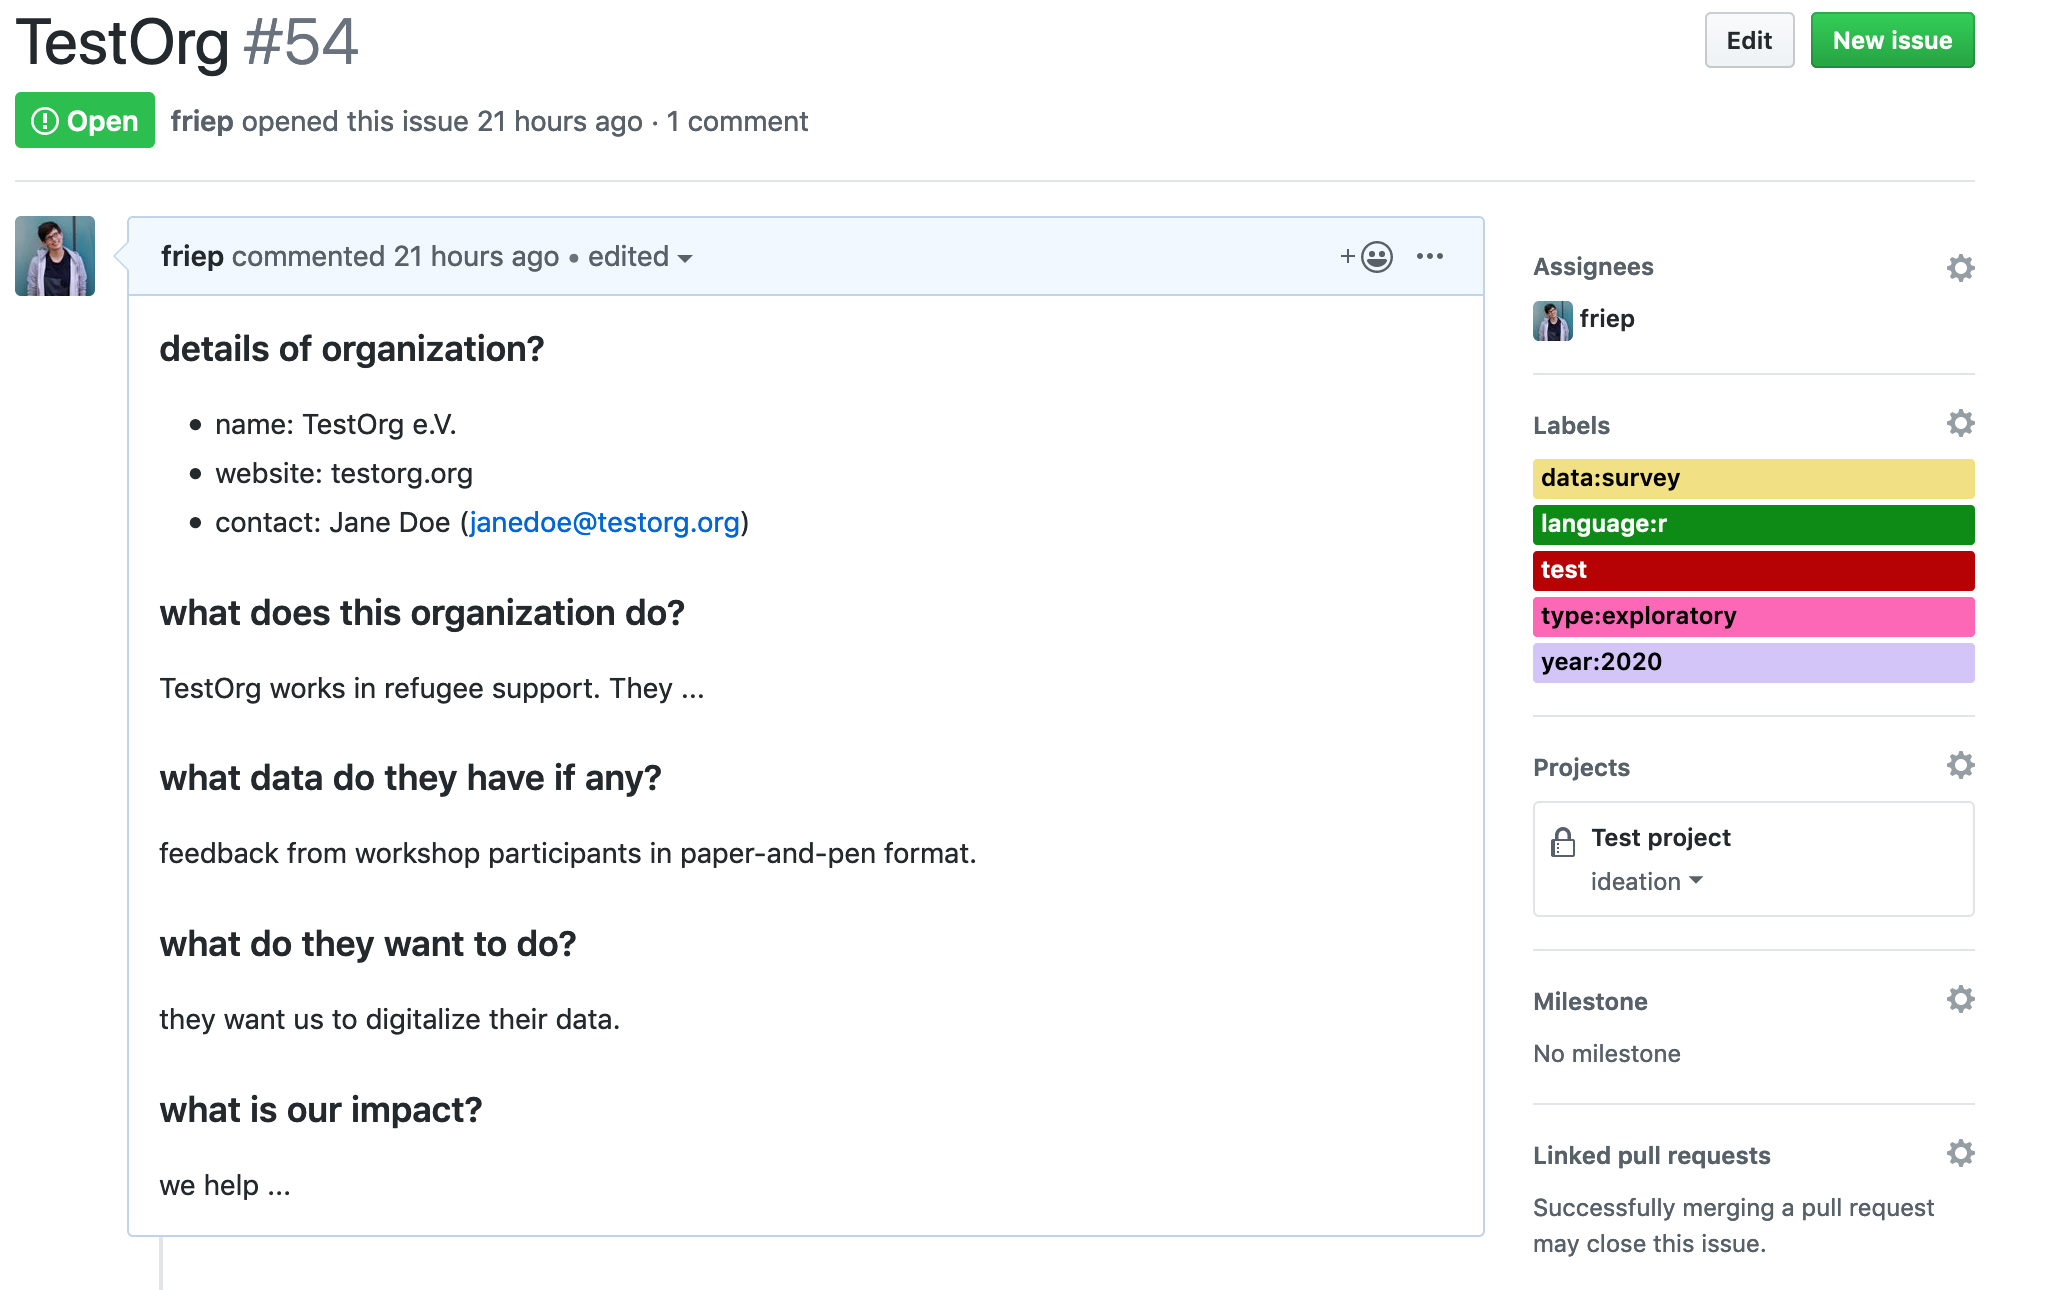 TestOrg #54
Edit
New issue
Open
friep opened this issue 21 hours ago · 1 comment
friep commented 21 hours ago • edited
details of organization?
• name: TestOrg e.V.
• website: testorg.org
• contact: Jane Doe (janedoe@testorg.org)
what does this organization do?
TestOrg works in refugee support. They ...
what data do they have if any?
feedback from workshop participants in paper-and-pen format.
what do they want to do?
they want us to digitalize their data.
what is our impact?
we help ...
Assignees
friep
Labels
data:survey
language:r
test
type:exploratory
year:2020
Projects
Test project
ideation
Milestone
No milestone
Linked pull requests
Successfully merging a pull request
may close this issue.